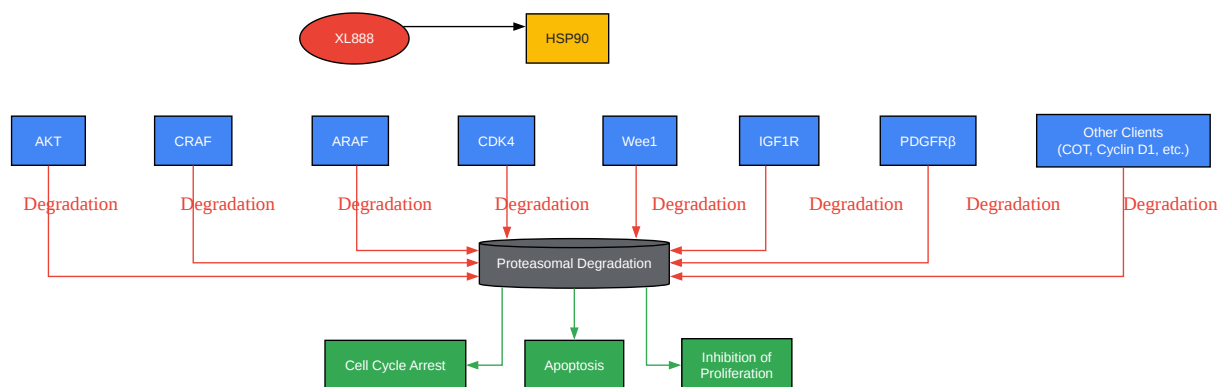 XL888
HSP90
AKT
CRAF
ARAF
CDK4
Wee1
IGF1R
PDGFRβ
Other Clients
(COT, Cyclin D1, etc.)
Degradation
Degradation
Degradation
Degradation
Degradation
Degradation
Degradation
Degradation
Proteasomal Degradation
Cell Cycle Arrest
Apoptosis
Inhibition of
Proliferation